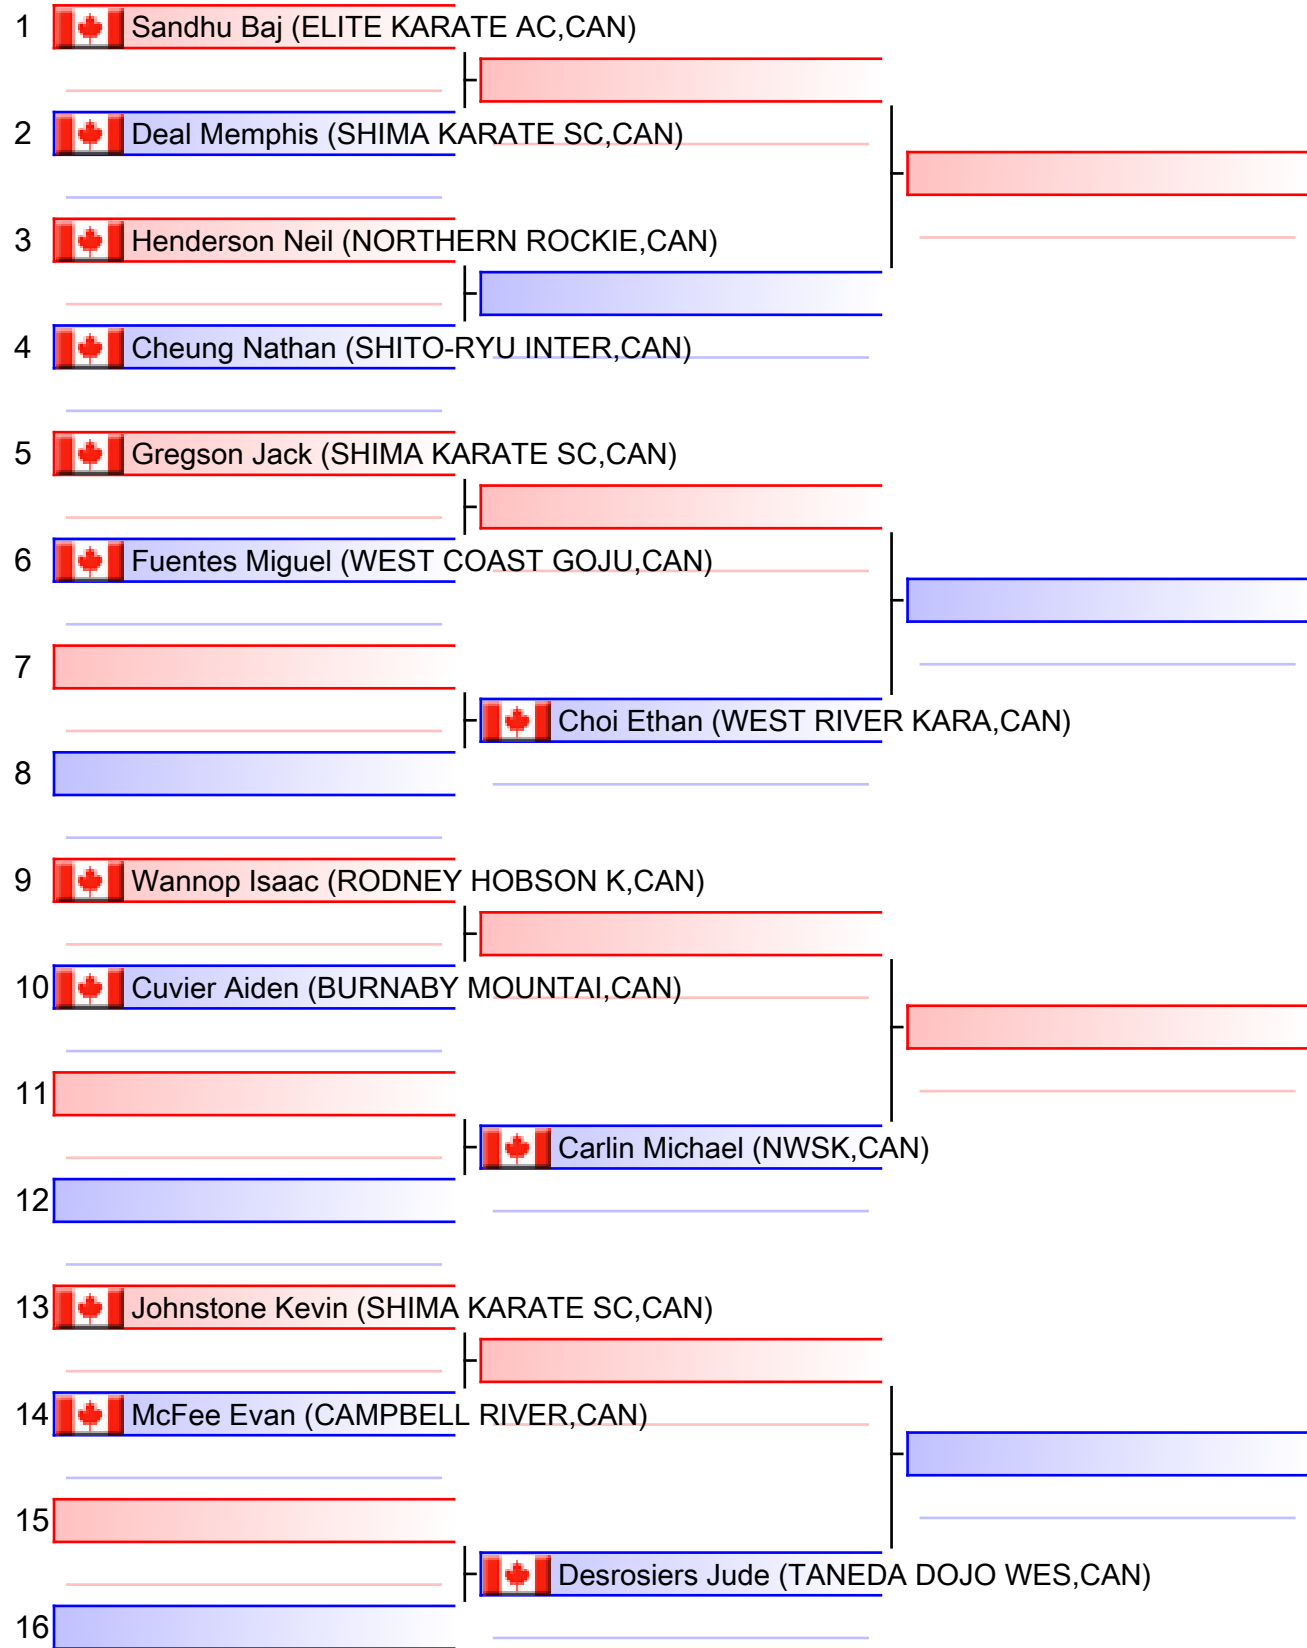 1 Sandhu Baj (ELITE KARATE AC,CAN)
2 Deal Memphis (SHIMA KARATE SC,CAN)
3 Henderson Neil (NORTHERN ROCKIE,CAN)
4 Cheung Nathan (SHITO-RYU INTER,CAN)
5 Gregson Jack (SHIMA KARATE SC,CAN)
6 Fuentes Miguel (WEST COAST GOJU,CAN)
7
Choi Ethan (WEST RIVER KARA,CAN)
8
9 Wannop Isaac (RODNEY HOBSON K,CAN)
10 Cuvier Aiden (BURNABY MOUNTAI,CAN)
11
Carlin Michael (NWSK,CAN)
12
13 Johnstone Kevin (SHIMA KARATE SC,CAN)
14 McFee Evan (CAMPBELL RIVER,CAN)
15
Desrosiers Jude (TANEDA DOJO WES,CAN)
16